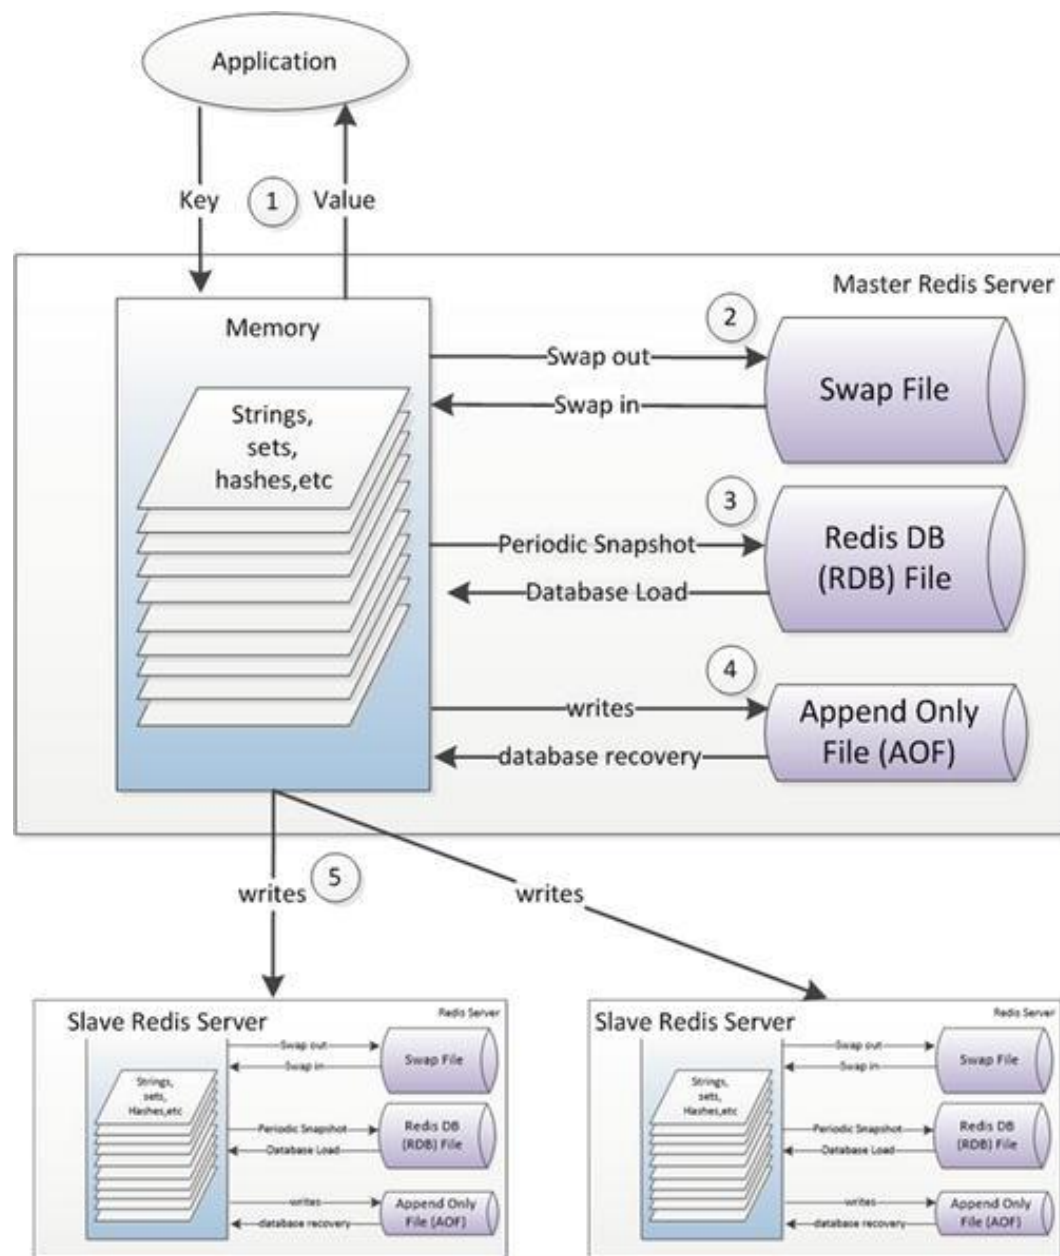 Application
Key
1
Value
Master Redis Server
Memory
Strings,
sets,
hashes,etc
2
Swap out
Swap in
Swap File
3
Periodic Snapshot
Database Load
Redis DB
(RDB) File
4
writes
database recovery
Append Only
File (AOF)
5
writes
writes
Slave Redis Server
Redis Server
Strings,
sets,
Hashes,etc
Swap out
Swap in
Swap File
Periodic Snapshot
Database Load
Redis DB
(RDB) File
writes
database recovery
Append Only
File (AOF)
Slave Redis Server
Redis Server
Strings,
sets,
Hashes,etc
Swap out
Swap in
Swap File
Periodic Snapshot
Database Load
Redis DB
(RDB) File
writes
database recovery
Append Only
File (AOF)